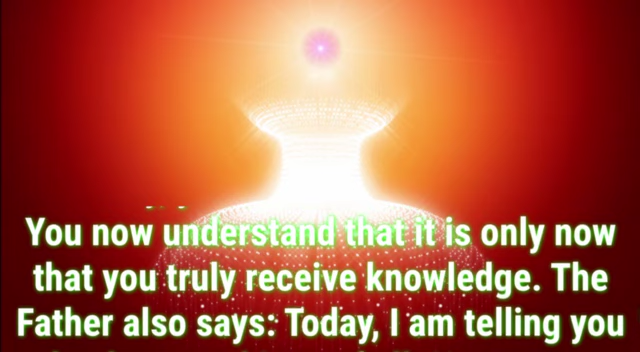 You now understand that it is only now
that you truly receive knowledge. The
Father also says: Today, I am telling you